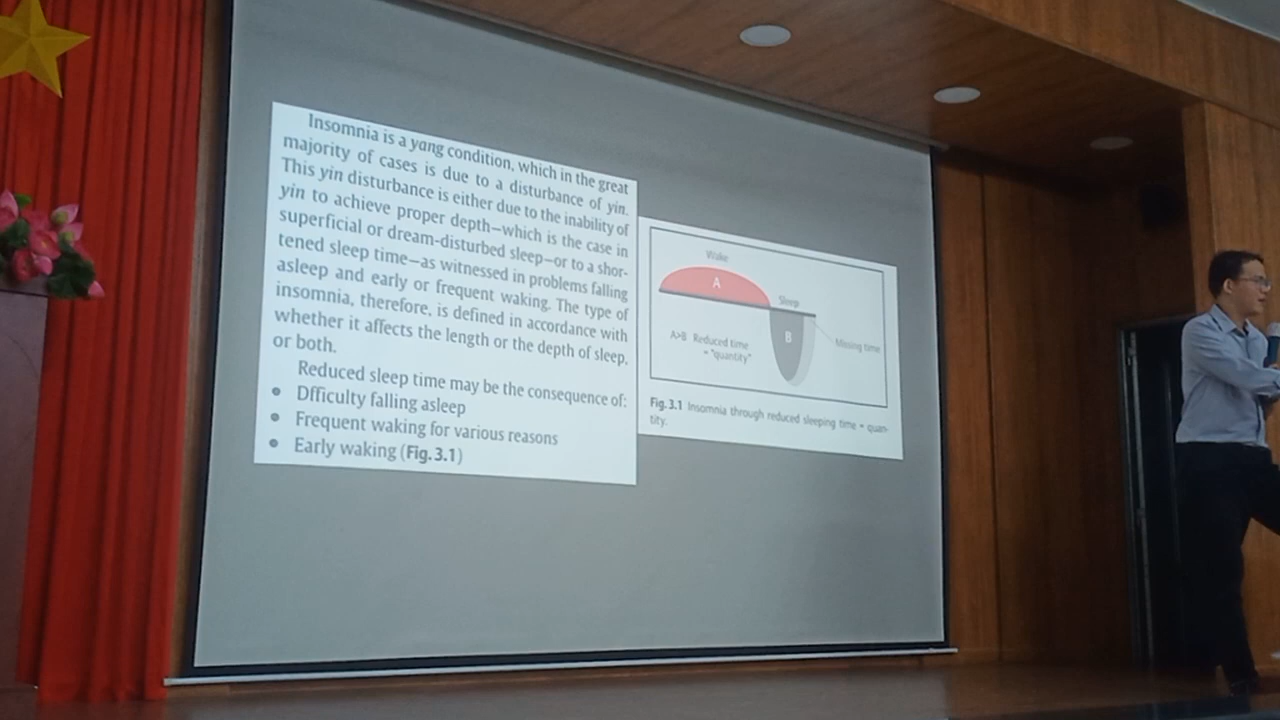 Insomnia is a yang condition, which in the great
majority of cases is due to a disturbance of yin.
This yin disturbance is either due to the inability of
yin to achieve proper depth—which is the case in
superficial or dream-disturbed sleep—or to a shor-
tened sleep time—as witnessed in problems falling
asleep and early or frequent waking. The type of
insomnia, therefore, is defined in accordance with
whether it affects the length or the depth of sleep,
or both.
Reduced sleep time may be the consequence of:
• Dfficulty falling asleep
• Frequent waking for various reasons
• Early waking (Fig. 3.1)
Wake
A
Sleep
B
A>B Reduced time
= "quantity"
Missing time
Fig. 3.1 Insomnia through reduced sleeping time = quan-
tity.